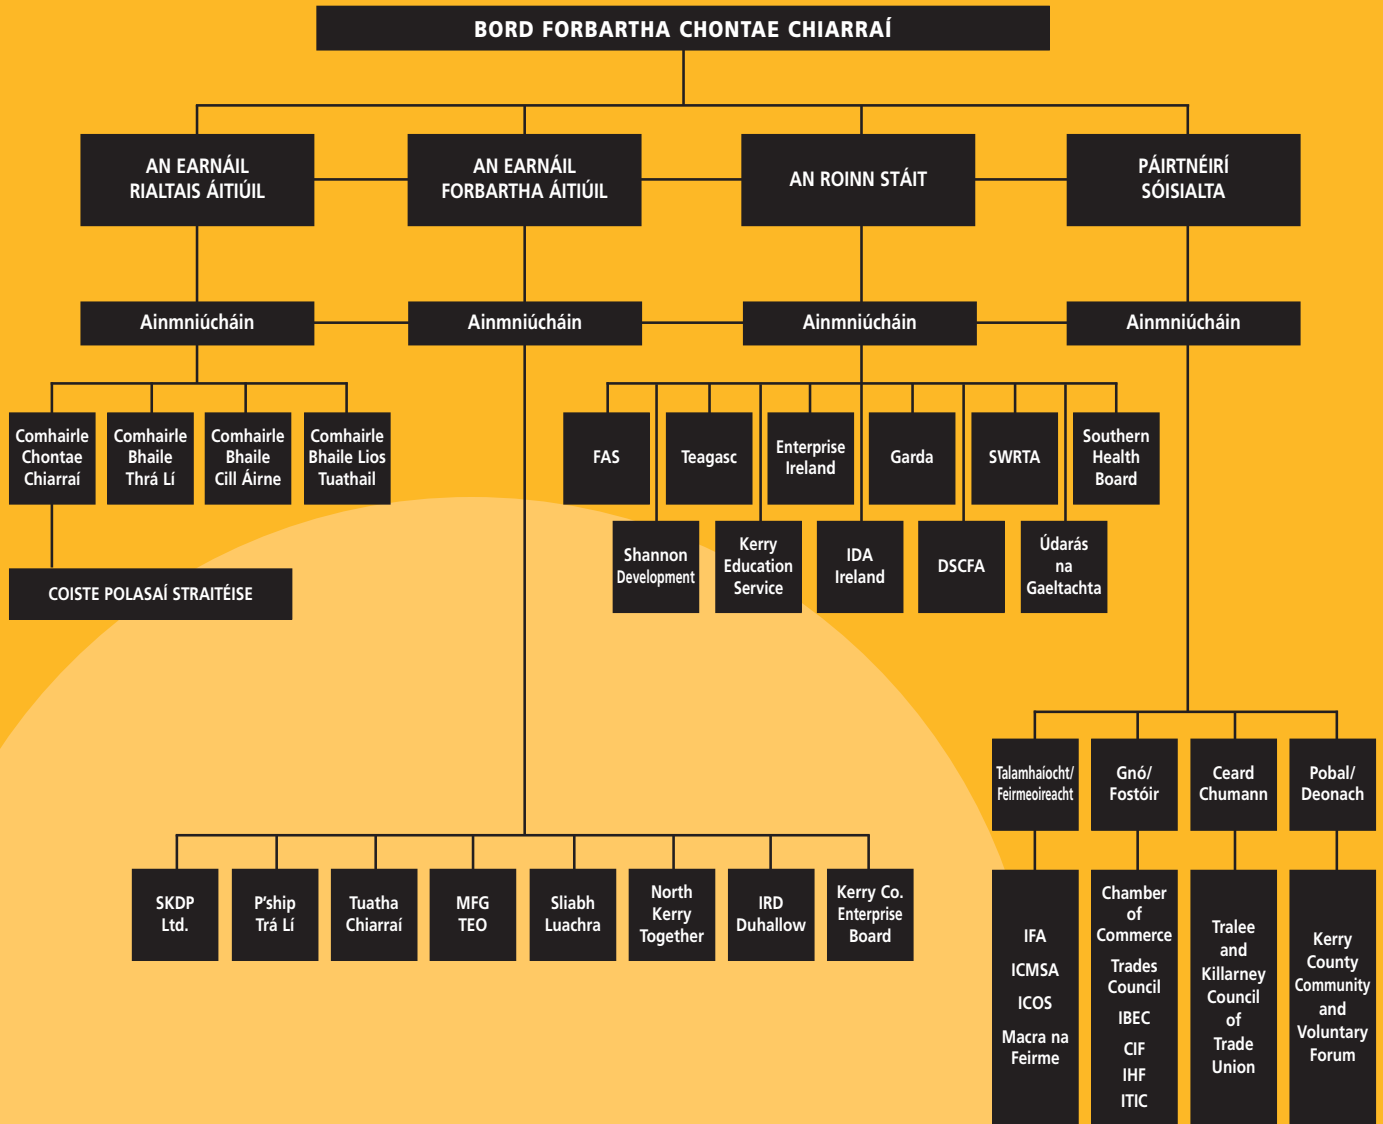 BORD FORBARTHA CHONTAE CHIARRAÍ
AN EARNÁIL
RIALTAIS ÁITIÚIL
AN EARNÁIL
FORBARTHA ÁITIÚIL
AN ROINN STÁIT
PÁIRTNÉIRÍ
SÓISIALTA
Ainmniúcháin
Ainmniúcháin
Ainmniúcháin
Ainmniúcháin
Comhairle
Chontae
Chiarraí
Comhairle
Bhaile
Thrá Lí
Comhairle
Bhaile
Cill Áirne
Comhairle
Bhaile Lios
Tuathail
COISTE POLASAÍ STRAITÉISE
FAS
Teagasc
Enterprise
Ireland
Garda
SWRTA
Southern
Health
Board
Shannon
Development
Kerry
Education
Service
IDA
Ireland
DSCFA
Údarás
na
Gaeltachta
SKDP
Ltd.
P'ship
Trá Lí
Tuatha
Chiarraí
MFG
TEO
Sliabh
Luachra
North
Kerry
Together
IRD
Duhallow
Kerry Co.
Enterprise
Board
Talamhaíocht/
Feirmeoireacht
Gnó/
Fostóir
Ceard
Chumann
Pobal/
Deonach
IFA
ICMSA
ICOS
Macra na
Feirme
Chamber
of
Commerce
Trades
Council
IBEC
CIF
IHF
ITIC
Tralee
and
Killarney
Council
of
Trade
Union
Kerry
County
Community
and
Voluntary
Forum